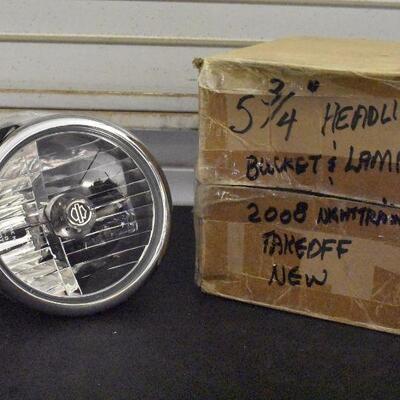 5 3/4" HEADLI
BUCKET & LAMP
2008 NIGHTTRAIN
TAKEOFF
NEW